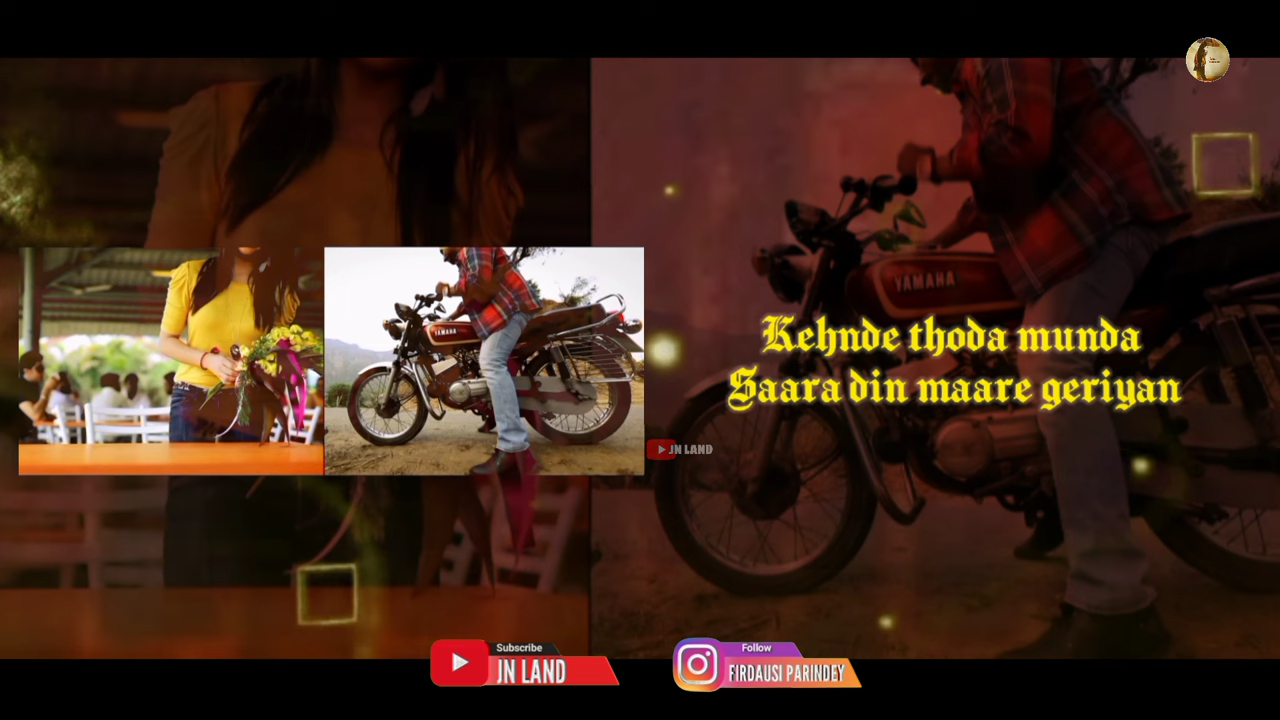 YAMAHA
YAMAHA
Kehnde thoda munda
Saara din maare geriyan
JN LAND
Subscribe
JN LAND
Follow
FIRDAUSI PARINDEY